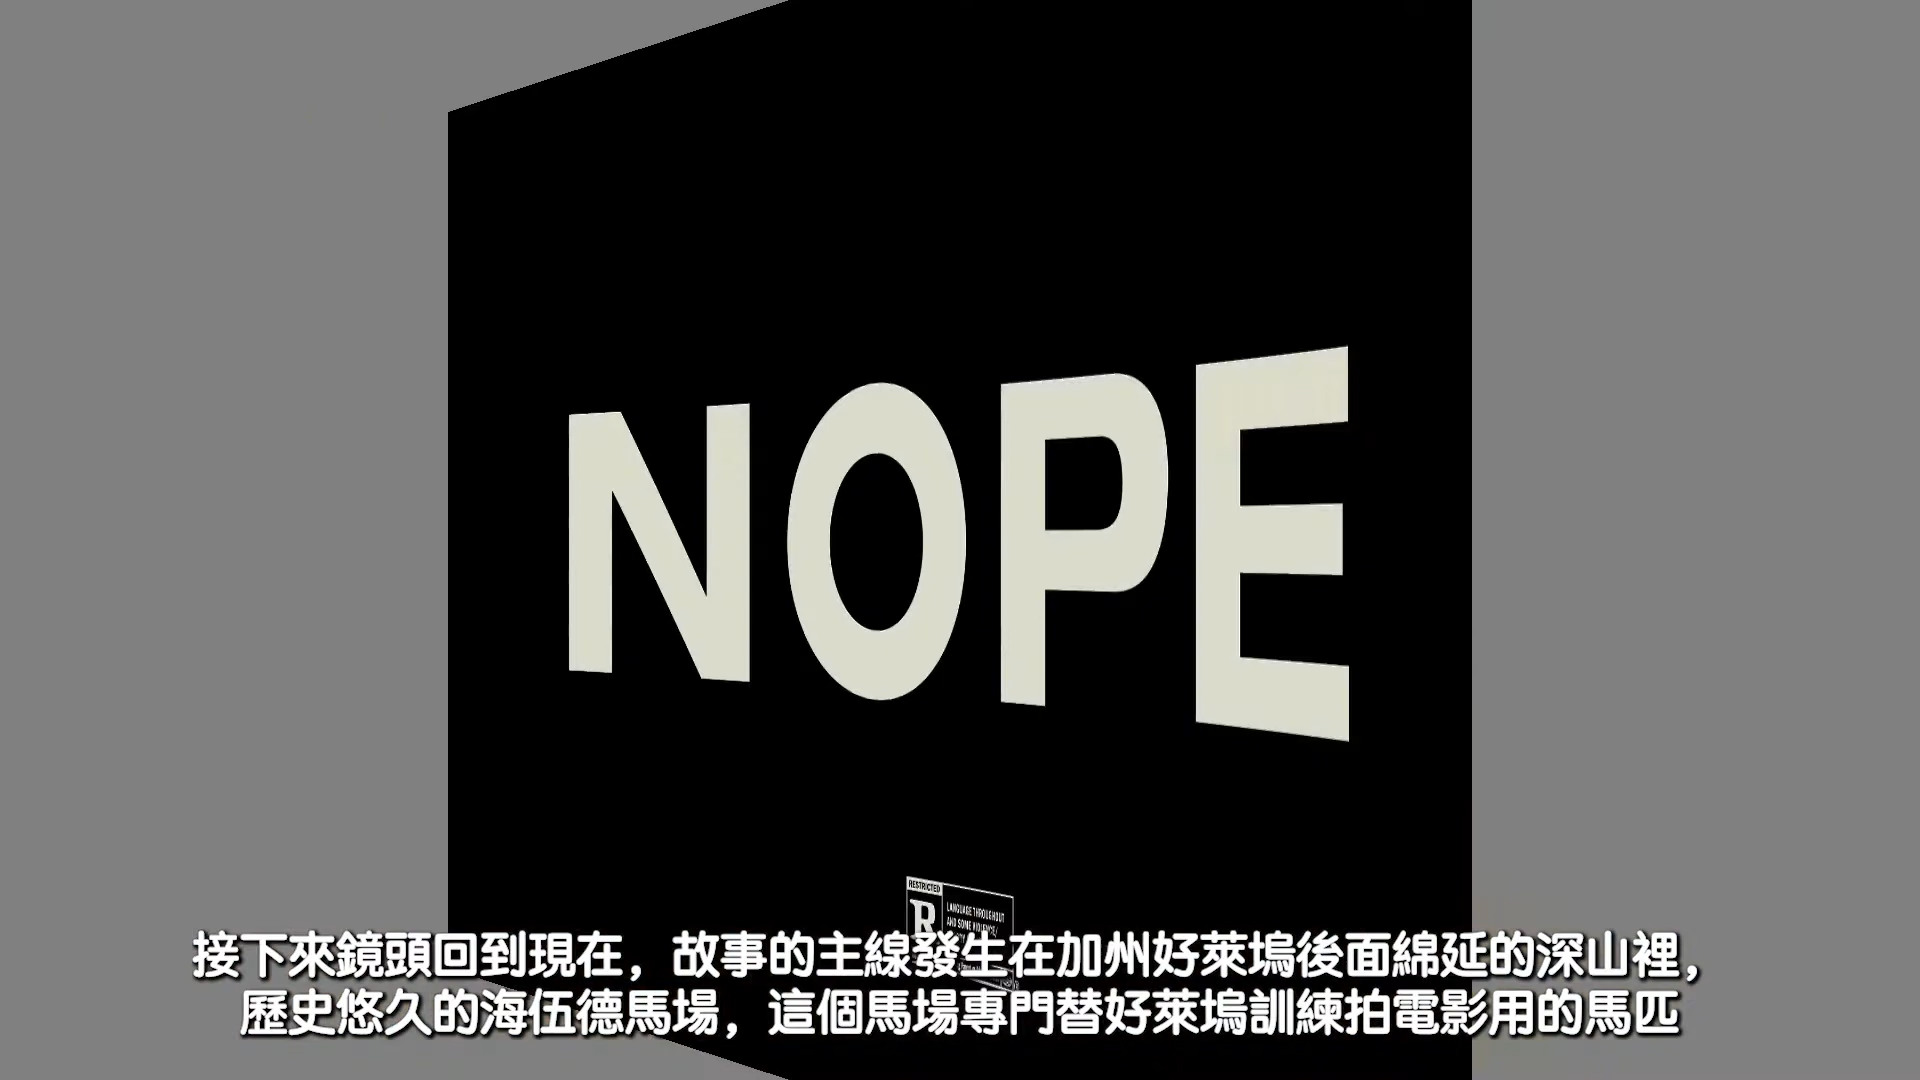 NOPE
RESTRICTED
R
LANGUAGE THROUGHOUT
AND SOME VIOLENCE/
接下來鏡頭回到現在，故事的主線發生在加州好萊塢後面綿延的深山裡，
歷史悠久的海伍德馬場，這個馬場專門替好萊塢訓練拍電影用的馬匹